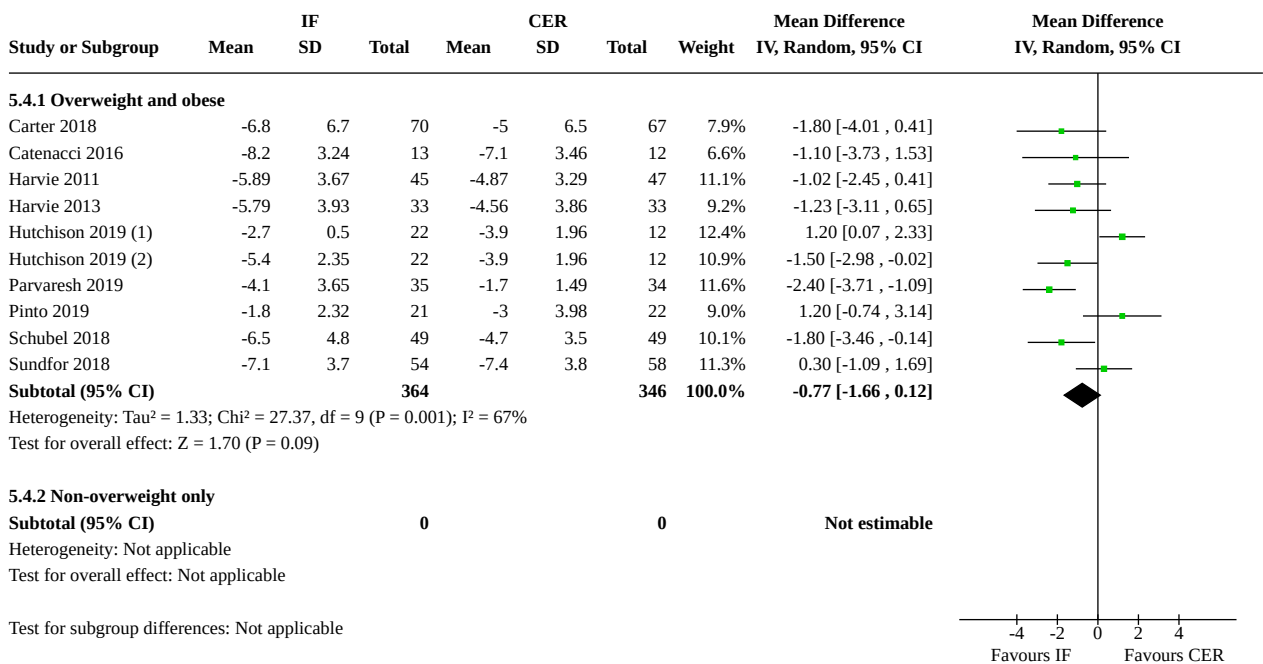 IF CER Mean Difference Mean Difference
Study or Subgroup Mean SD Total Mean SD Total Weight IV, Random, 95% CI IV, Random, 95% CI
5.4.1 Overweight and obese
Carter 2018 -6.8 6.7 70 -5 6.5 67 7.9% -1.80 [-4.01 , 0.41]
Catenacci 2016 -8.2 3.24 13 -7.1 3.46 12 6.6% -1.10 [-3.73 , 1.53]
Harvie 2011 -5.89 3.67 45 -4.87 3.29 47 11.1% -1.02 [-2.45 , 0.41]
Harvie 2013 -5.79 3.93 33 -4.56 3.86 33 9.2% -1.23 [-3.11 , 0.65]
Hutchison 2019 (1) -2.7 0.5 22 -3.9 1.96 12 12.4% 1.20 [0.07 , 2.33]
Hutchison 2019 (2) -5.4 2.35 22 -3.9 1.96 12 10.9% -1.50 [-2.98 , -0.02]
Parvaresh 2019 -4.1 3.65 35 -1.7 1.49 34 11.6% -2.40 [-3.71 , -1.09]
Pinto 2019 -1.8 2.32 21 -3 3.98 22 9.0% 1.20 [-0.74 , 3.14]
Schubel 2018 -6.5 4.8 49 -4.7 3.5 49 10.1% -1.80 [-3.46 , -0.14]
Sundfor 2018 -7.1 3.7 54 -7.4 3.8 58 11.3% 0.30 [-1.09 , 1.69]
Subtotal (95% CI) 364 346 100.0% -0.77 [-1.66 , 0.12]
Heterogeneity: Tau² = 1.33; Chi² = 27.37, df = 9 (P = 0.001); I² = 67%
Test for overall effect: Z = 1.70 (P = 0.09)
5.4.2 Non-overweight only
Subtotal (95% CI) 0 0 Not estimable
Heterogeneity: Not applicable
Test for overall effect: Not applicable
Test for subgroup differences: Not applicable
-4 -2 0 2 4
Favours IF Favours CER